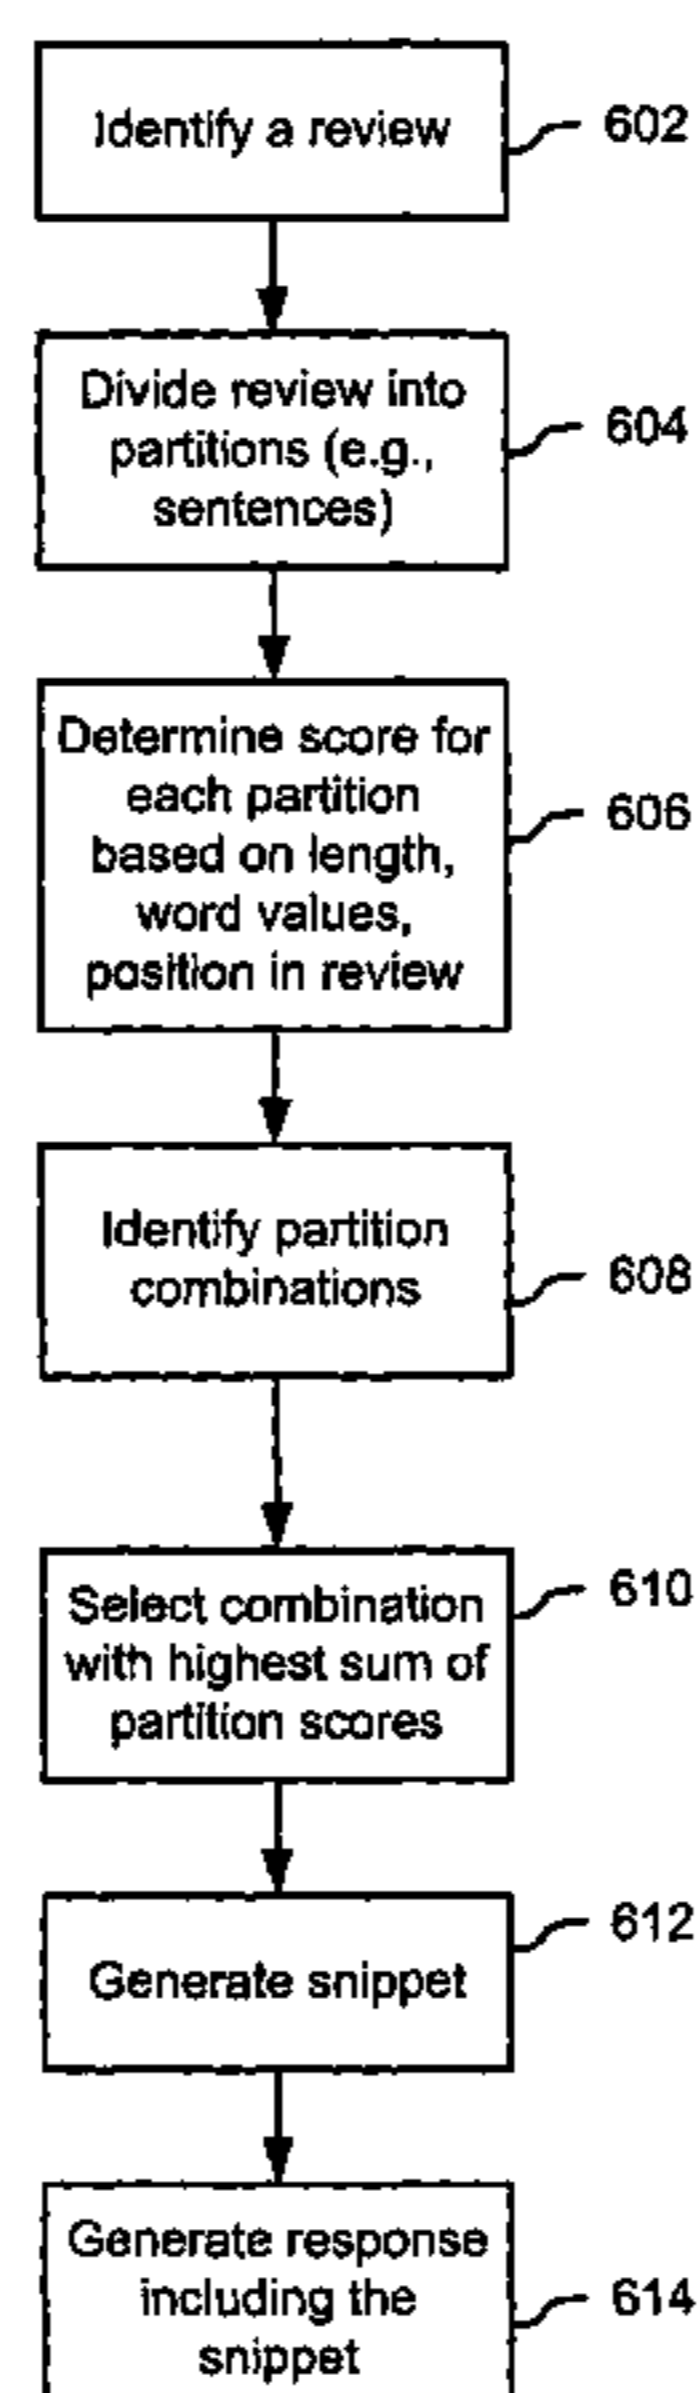 Identify a review
602
Divide review into
partitions (e.g.,
sentences)
604
Determine score for
each partition
based on length,
word values,
position in review
606
Identify partition
combinations
608
Select combination
with highest sum of
partition scores
610
Generate snippet
612
Generate response
including the
snippet
614